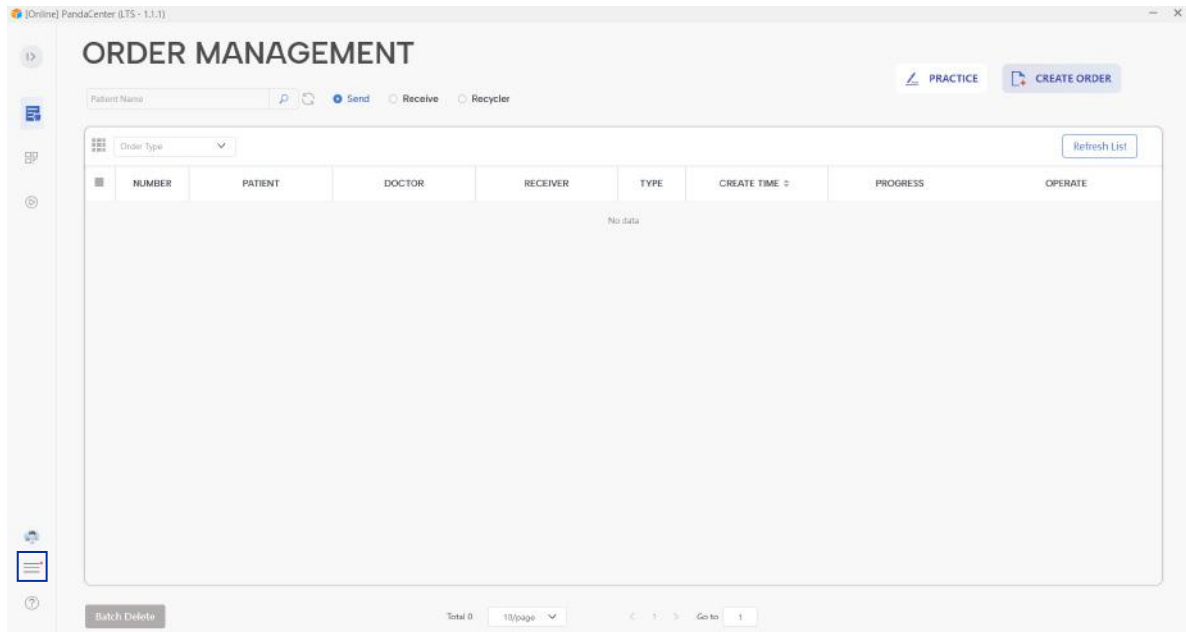 [Online] PandaCenter (LTS - 1.1.1)
ORDER MANAGEMENT
PRACTICE
CREATE ORDER
Patient Name
Send
Receive
Recycler
Order Type
Refresh List
NUMBER PATIENT DOCTOR RECEIVER TYPE CREATE TIME PROGRESS OPERATE
No data
Batch Delete
Total 0
10/page
1
Go to 1